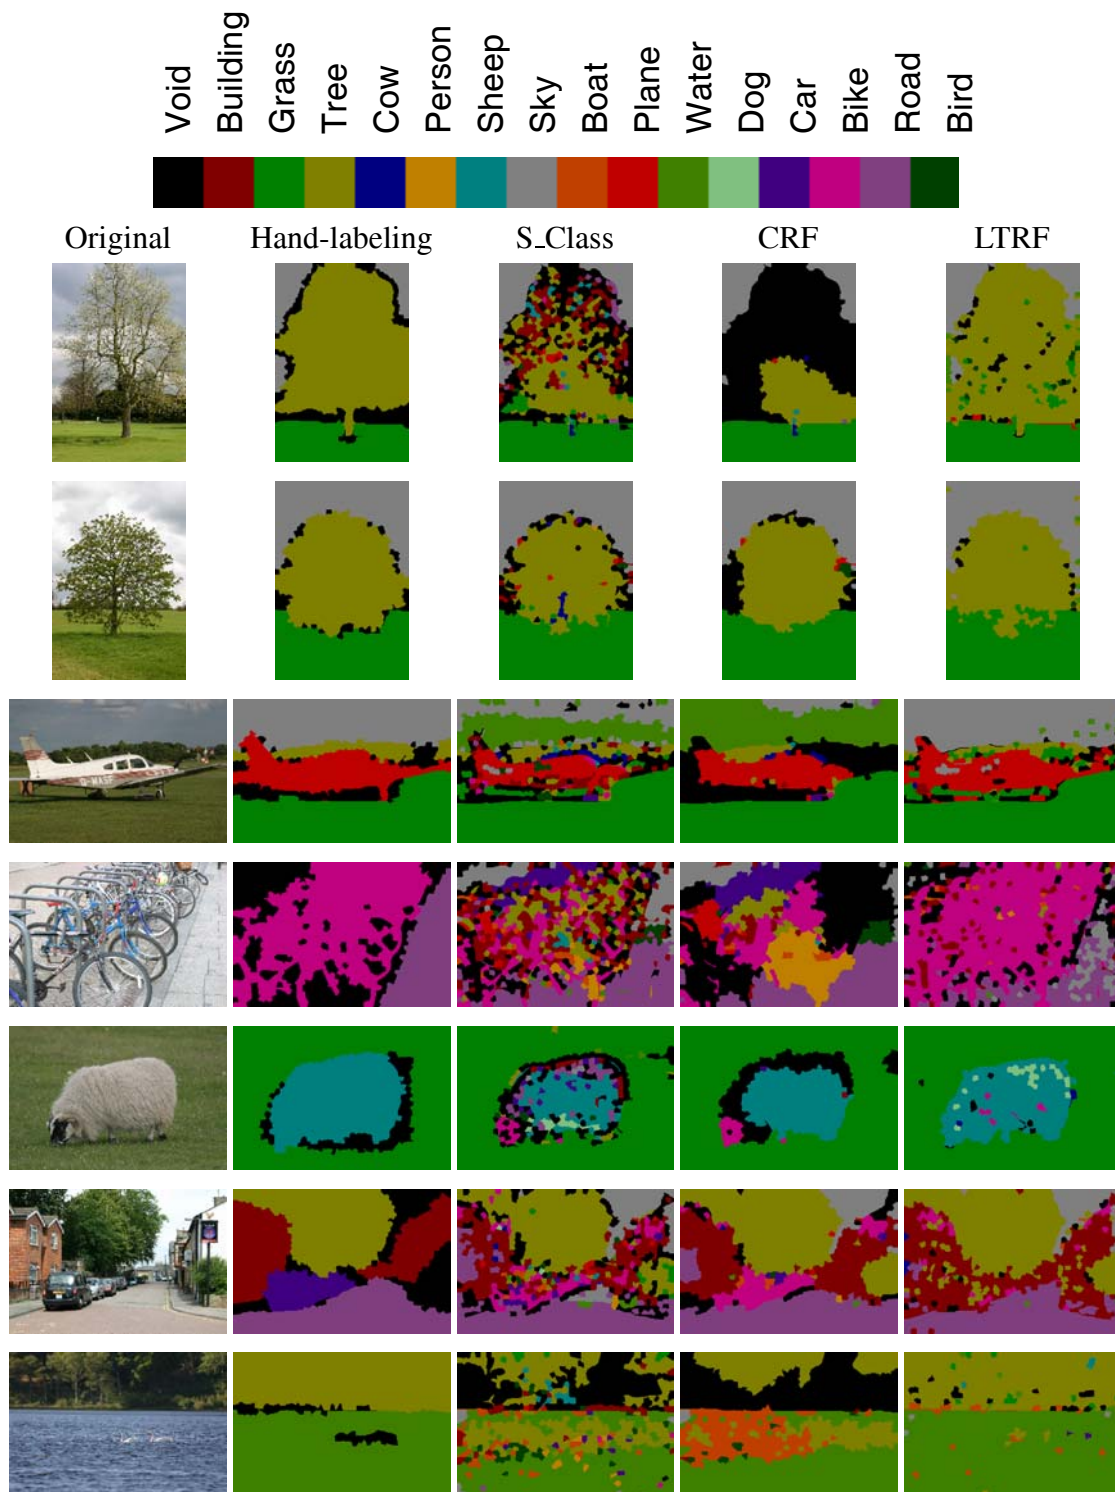 Void
Building
Grass
Tree
Cow
Person
Sheep
Sky
Boat
Plane
Water
Dog
Car
Bike
Road
Bird
Original Hand-labeling S_Class CRF LTRF